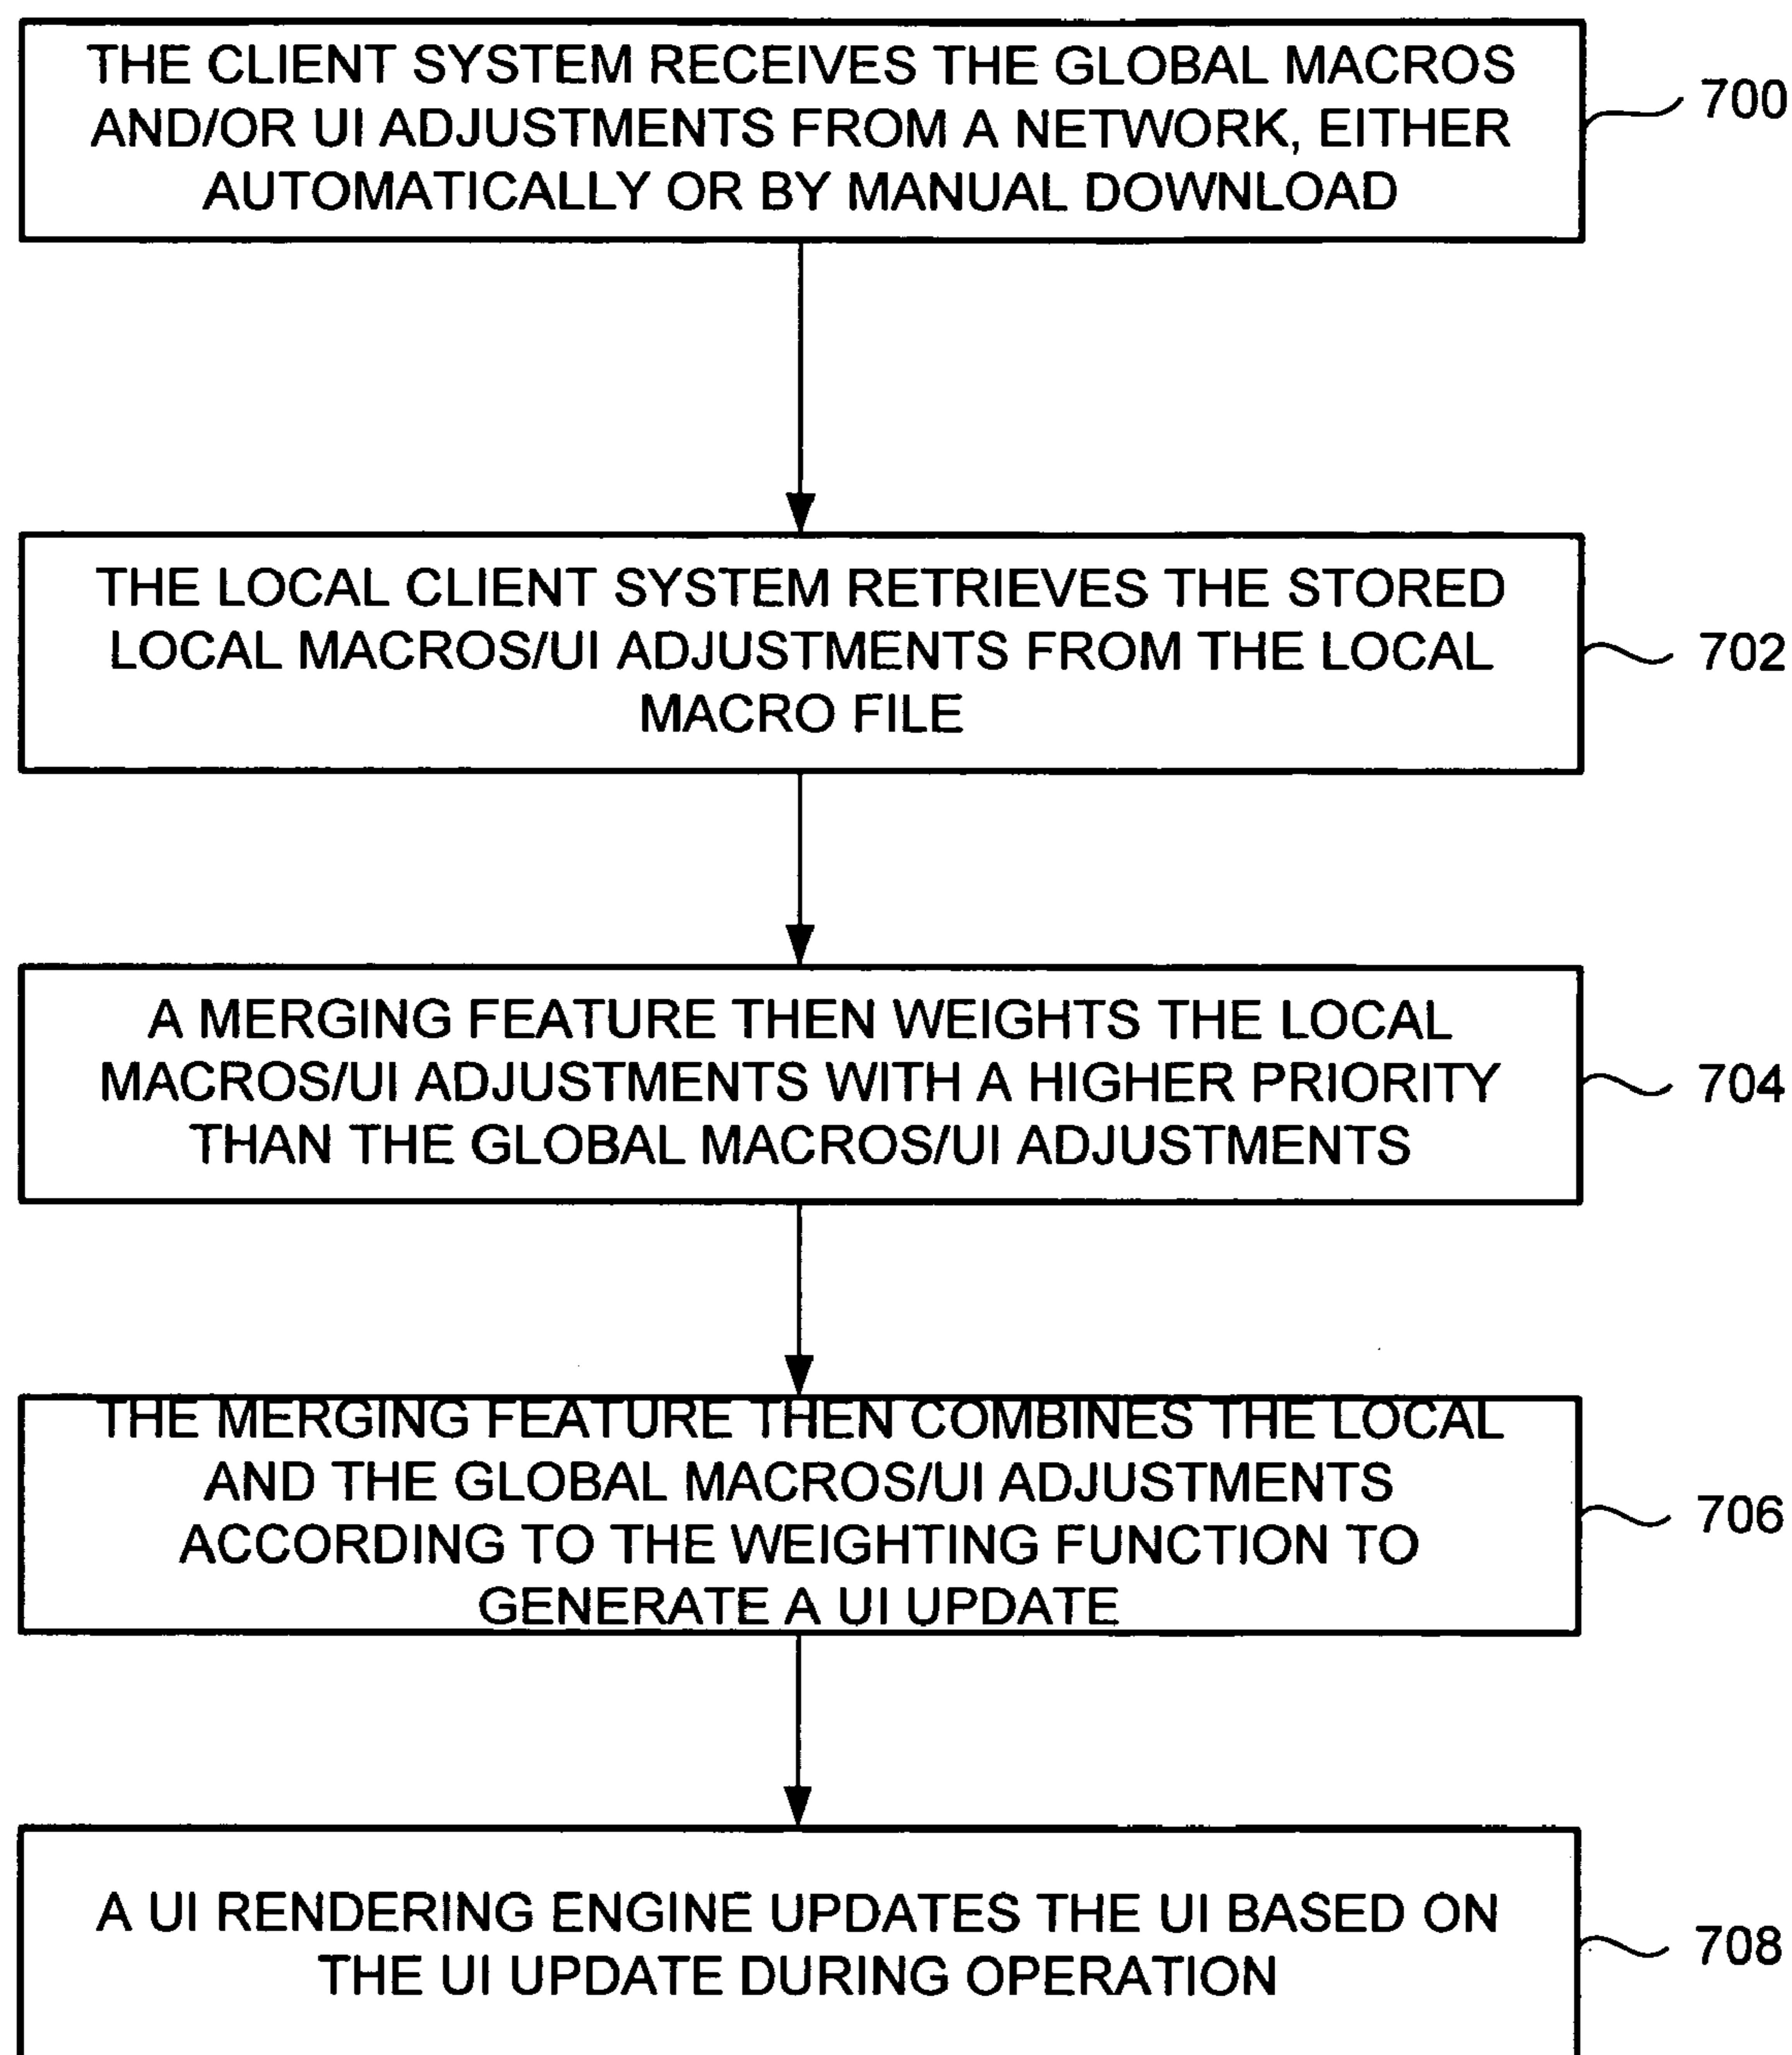 THE CLIENT SYSTEM RECEIVES THE GLOBAL MACROS
AND/OR UI ADJUSTMENTS FROM A NETWORK, EITHER
AUTOMATICALLY OR BY MANUAL DOWNLOAD
700
THE LOCAL CLIENT SYSTEM RETRIEVES THE STORED
LOCAL MACROS/UI ADJUSTMENTS FROM THE LOCAL
MACRO FILE
702
A MERGING FEATURE THEN WEIGHTS THE LOCAL
MACROS/UI ADJUSTMENTS WITH A HIGHER PRIORITY
THAN THE GLOBAL MACROS/UI ADJUSTMENTS
704
THE MERGING FEATURE THEN COMBINES THE LOCAL
AND THE GLOBAL MACROS/UI ADJUSTMENTS
ACCORDING TO THE WEIGHTING FUNCTION TO
GENERATE A UI UPDATE
706
A UI RENDERING ENGINE UPDATES THE UI BASED ON
THE UI UPDATE DURING OPERATION
708